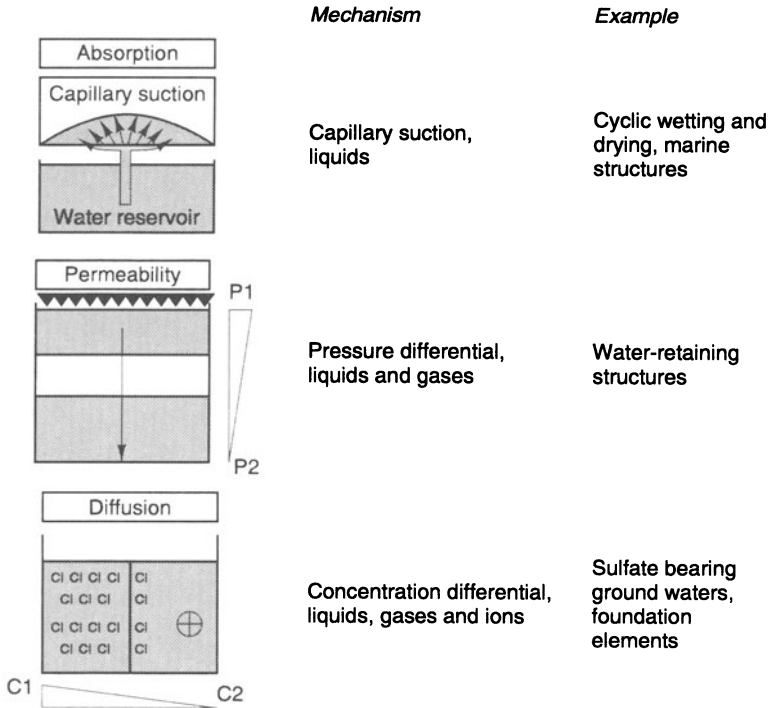 Mechanism
Example
Absorption
Capillary suction
Water reservoir
Capillary suction,
liquids
Cyclic wetting and
drying, marine
structures
Permeability
P1
P2
Pressure differential,
liquids and gases
Water-retaining
structures
Diffusion
Cl Cl Cl Cl Cl
Cl Cl Cl
Cl Cl Cl Cl Cl
Cl Cl Cl Cl
C1
C2
Concentration differential,
liquids, gases and ions
Sulfate bearing
ground waters,
foundation
elements